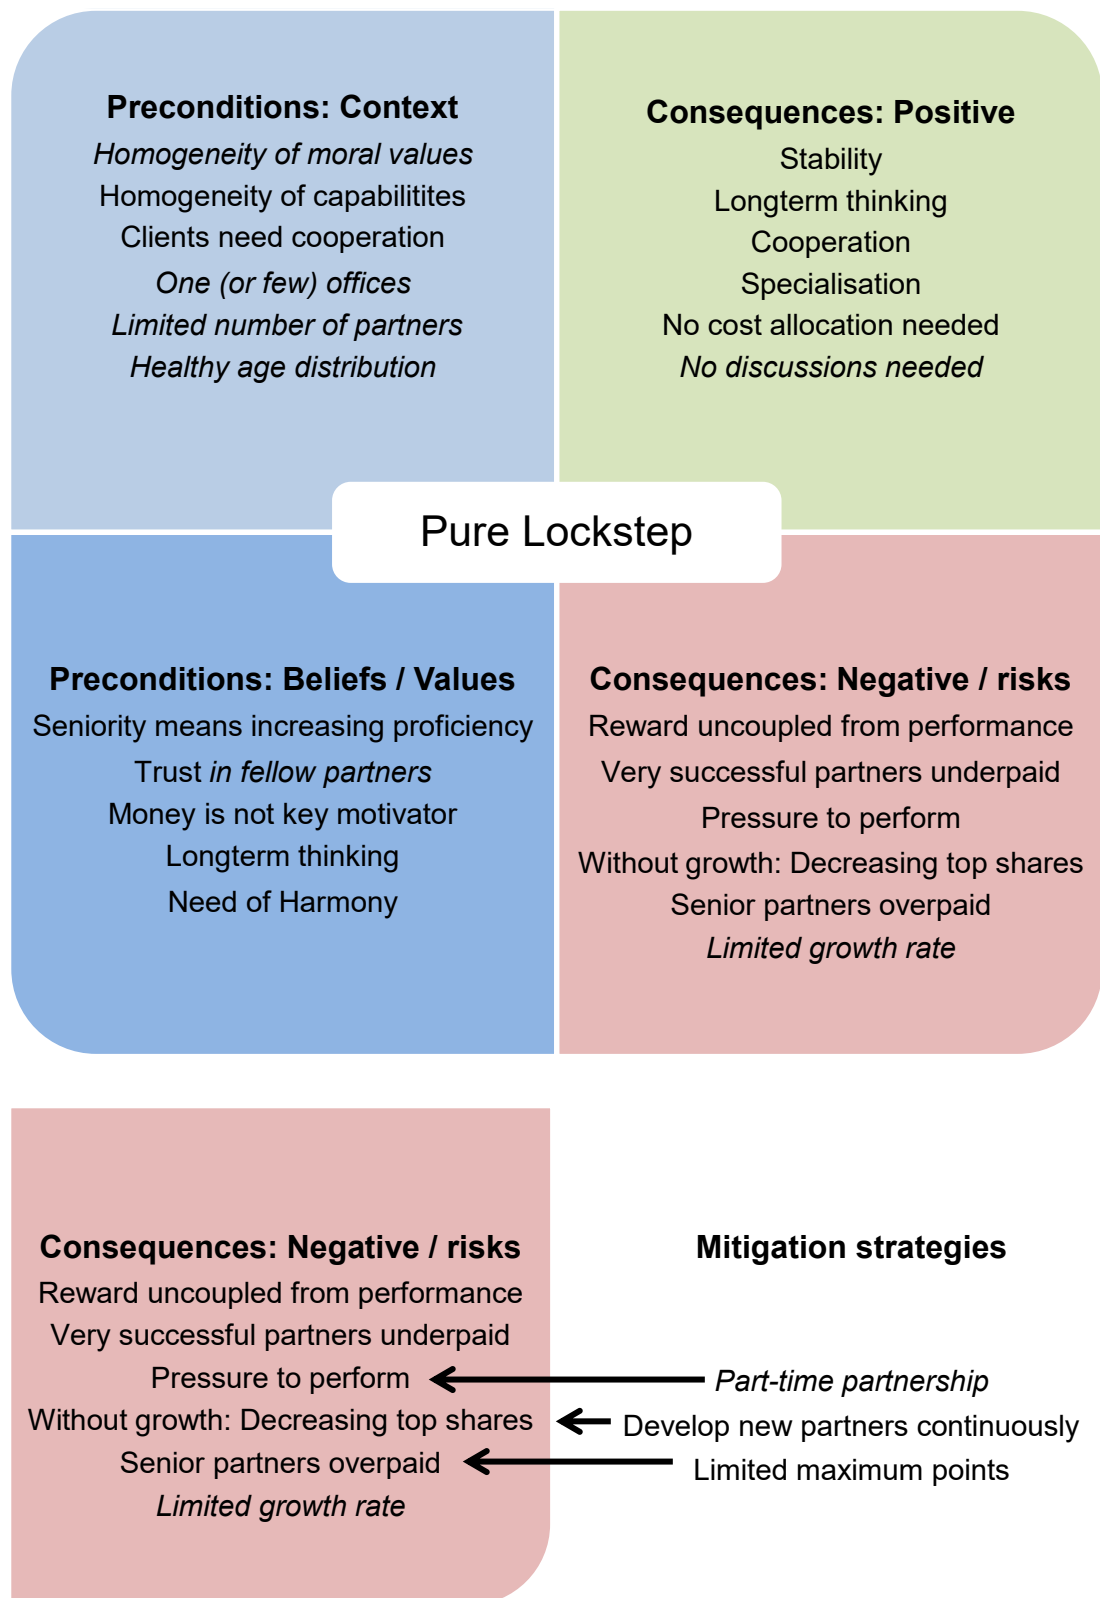 Preconditions: Context
Homogeneity of moral values
Homogeneity of capabilitites
Clients need cooperation
One (or few) offices
Limited number of partners
Healthy age distribution
Consequences: Positive
Stability
Longterm thinking
Cooperation
Specialisation
No cost allocation needed
No discussions needed
Pure Lockstep
Preconditions: Beliefs / Values
Seniority means increasing proficiency
Trust in fellow partners
Money is not key motivator
Longterm thinking
Need of Harmony
Consequences: Negative / risks
Reward uncoupled from performance
Very successful partners underpaid
Pressure to perform
Without growth: Decreasing top shares
Senior partners overpaid
Limited growth rate
Consequences: Negative / risks
Reward uncoupled from performance
Very successful partners underpaid
Pressure to perform
Without growth: Decreasing top shares
Senior partners overpaid
Limited growth rate
Mitigation strategies
Part-time partnership
Develop new partners continuously
Limited maximum points